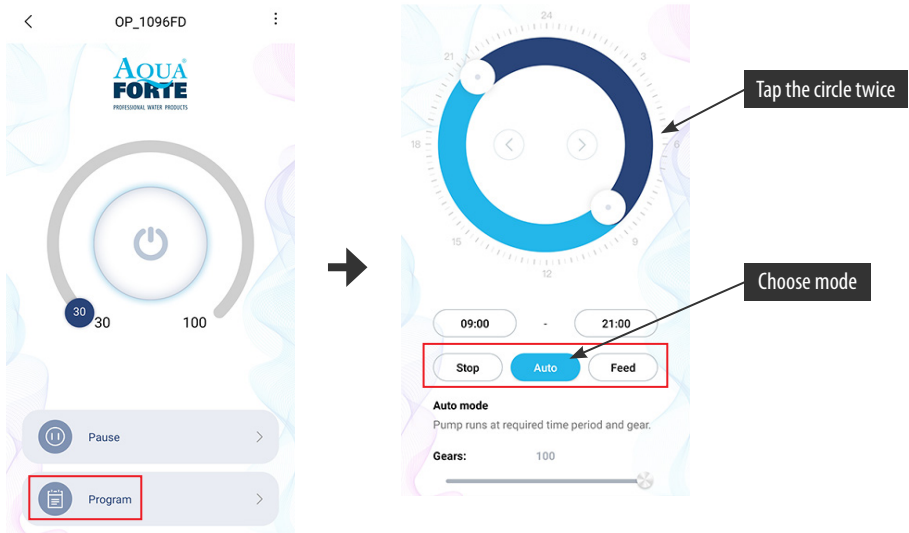 OP_1096FD
AQUA
FORTE
PROFESSIONAL WATER PRODUCTS
30
30
100
Pause
Program
24
21
3
18
6
15
9
12
Tap the circle twice
Choose mode
09:00 - 21:00
Stop Auto Feed
Auto mode
Pump runs at required time period and gear.
Gears: 100